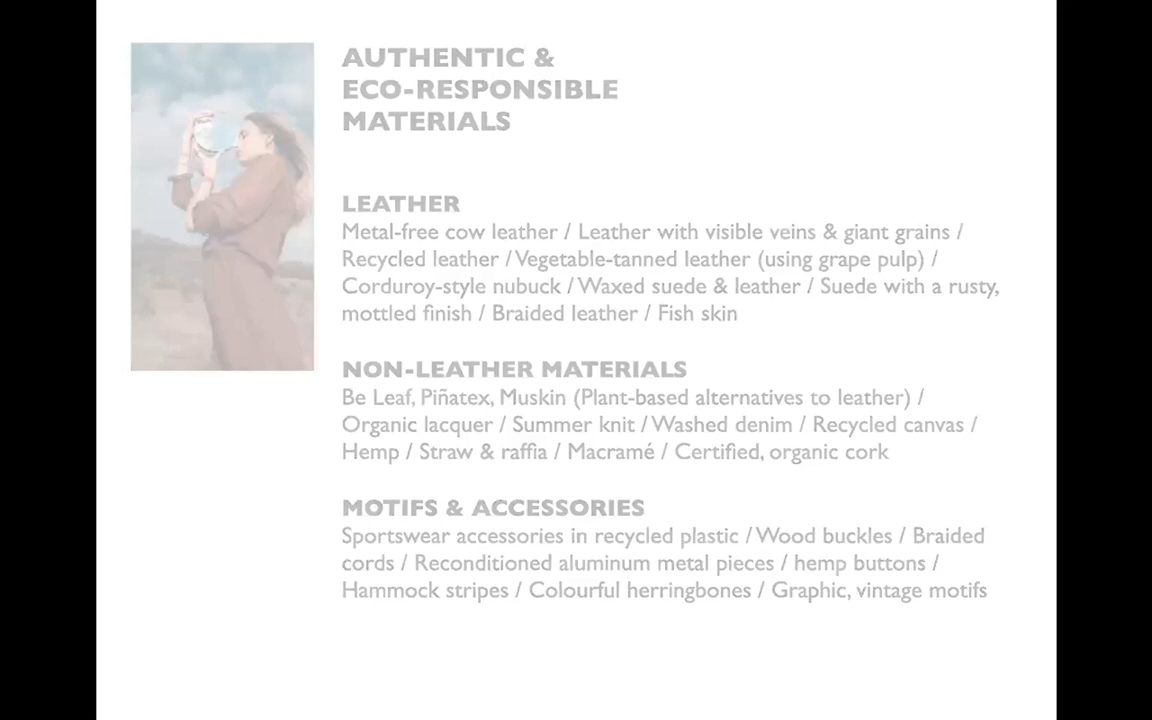 AUTHENTIC &
ECO-RESPONSIBLE
MATERIALS
LEATHER
Metal-free cow leather / Leather with visible veins & giant grains /
Recycled leather / Vegetable-tanned leather (using grape pulp) /
Corduroy-style nubuck / Waxed suede & leather / Suede with a rusty,
mottled finish / Braided leather / Fish skin
NON-LEATHER MATERIALS
Be Leaf, Piñatex, Muskin (Plant-based alternatives to leather) /
Organic lacquer / Summer knit / Washed denim / Recycled canvas /
Hemp / Straw & raffia / Macramé / Certified, organic cork
MOTIFS & ACCESSORIES
Sportswear accessories in recycled plastic / Wood buckles / Braided
cords / Reconditioned aluminum metal pieces / hemp buttons /
Hammock stripes / Colourful herringbones / Graphic, vintage motifs